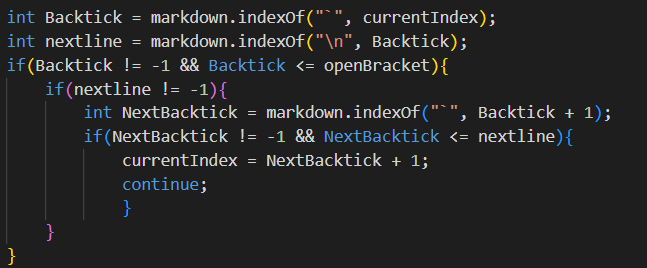 int Backtick = markdown.indexOf("`", currentIndex);
int nextline = markdown.indexOf("\n", Backtick);
if(Backtick != -1 && Backtick <= openBracket){
    if(nextline != -1){
        int NextBacktick = markdown.indexOf("`", Backtick + 1);
        if(NextBacktick != -1 && NextBacktick <= nextline){
            currentIndex = NextBacktick + 1;
            continue;
            }
    }
}